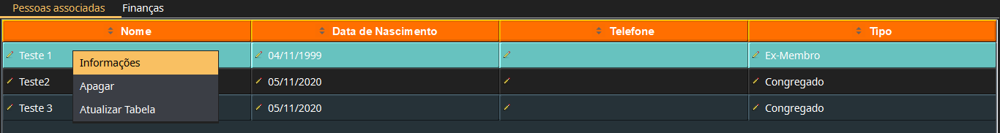 Pessoas associadas Finanças
Nome Data de Nascimento Telefone Tipo
Teste 1 04/11/1999 Ex-Membro
Informações
Teste2 05/11/2020 Congregado
Apagar
Teste 3 05/11/2020 Congregado
Atualizar Tabela